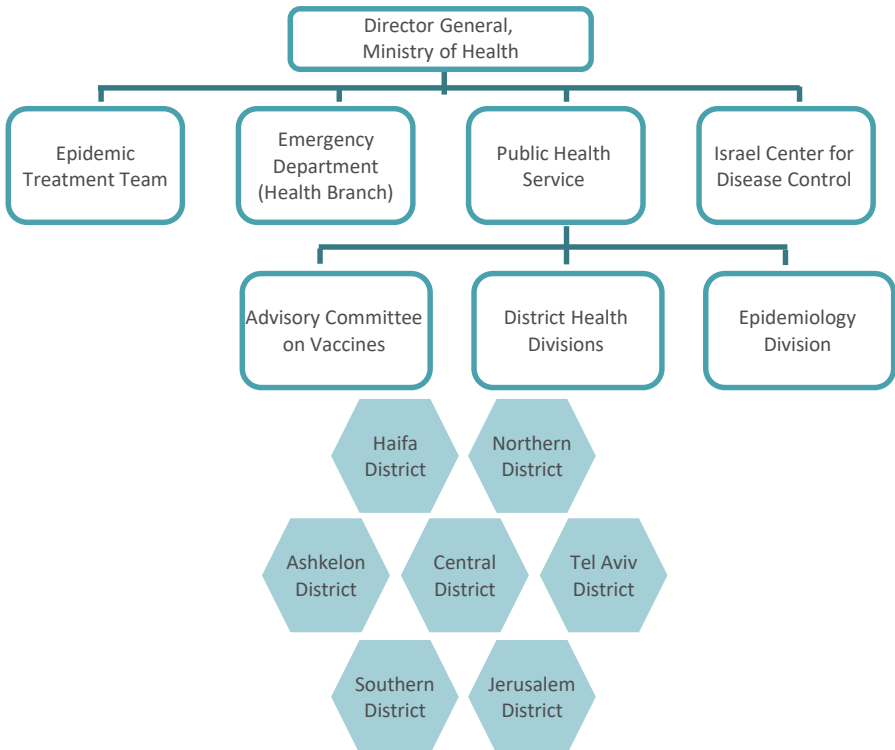 Director General,
Ministry of Health
Epidemic
Treatment Team
Emergency
Department
(Health Branch)
Public Health
Service
Israel Center for
Disease Control
Advisory Committee
on Vaccines
District Health
Divisions
Epidemiology
Division
Haifa
District
Northern
District
Ashkelon
District
Central
District
Tel Aviv
District
Southern
District
Jerusalem
District